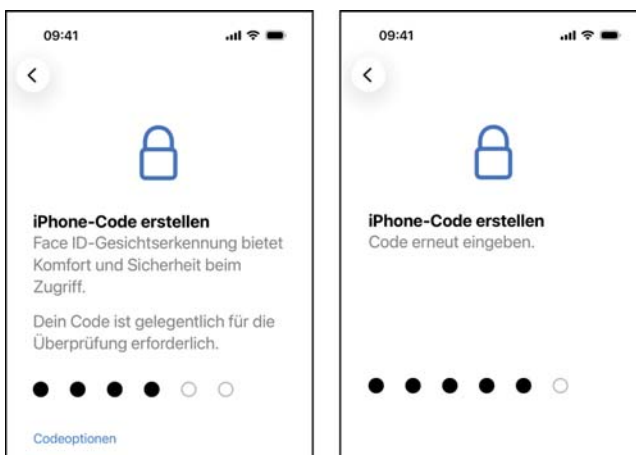 09:41
iPhone-Code erstellen
Face ID-Gesichtserkennung bietet
Komfort und Sicherheit beim
Zugriff.
Dein Code ist gelegentlich für die
Überprüfung erforderlich.
Codeoptionen
09:41
iPhone-Code erstellen
Code erneut eingeben.